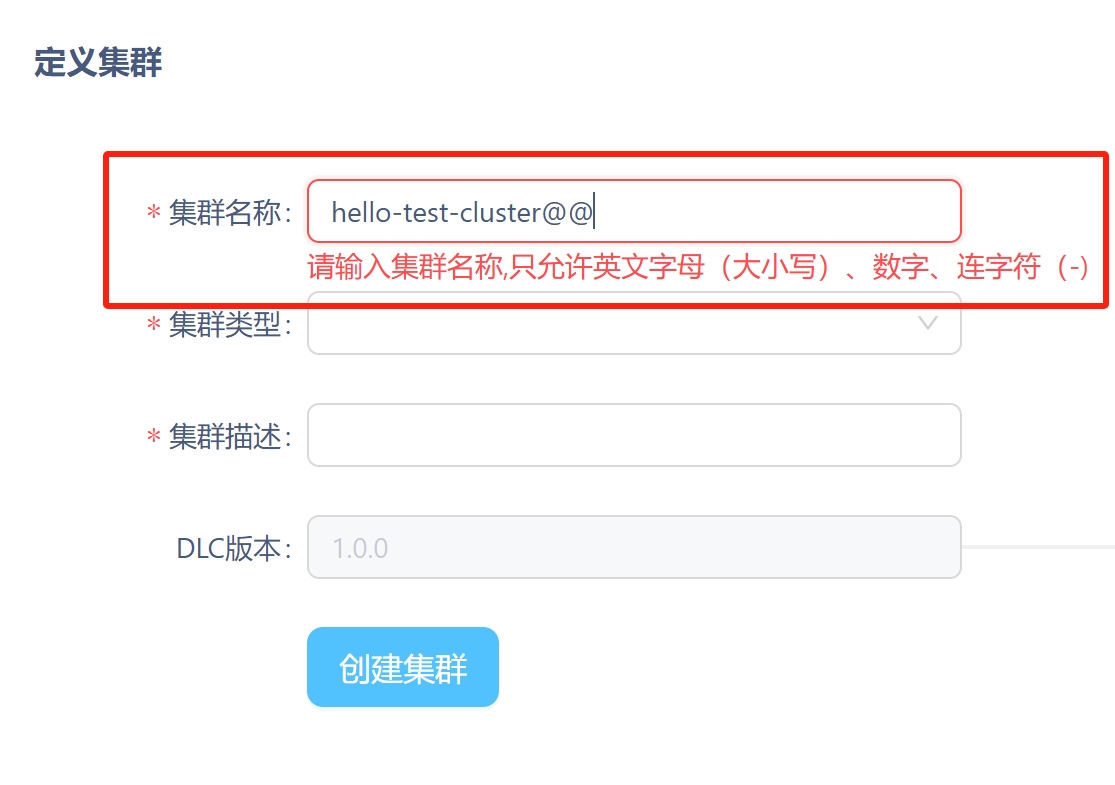 定义集群
* 集群名称: hello-test-cluster@@
请输入集群名称,只允许英文字母（大小写）、数字、连字符（-)
* 集群类型:
* 集群描述:
DLC版本: 1.0.0
创建集群